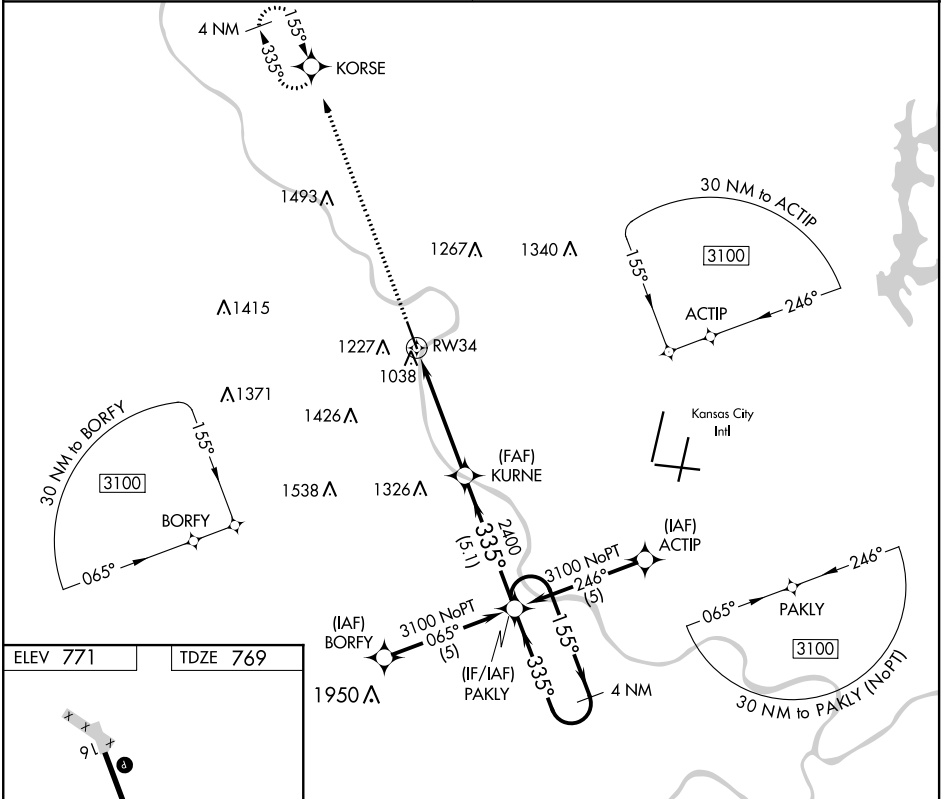 4 NM
155°
335°
KORSE
1493
1267
1340
30 NM to ACTIP
3100
155°
246°
ACTIP
1415
1227
RW34
1038
1371
1426
30 NM to BORFY
155°
3100
BORFY
065°
Kansas City
Intl
(FAF)
KURNE
1538
1326
2400
335°
(5.1)
(IAF)
ACTIP
3100 NoPT
246°
(5)
(IAF)
BORFY
3100 NoPT
065°
(5)
(IF/IAF)
PAKLY
155°
335°
4 NM
1950
246°
065°
PAKLY
3100
30 NM to PAKLY (NoPT)
ELEV 771
TDZE 769
x x x
16
P